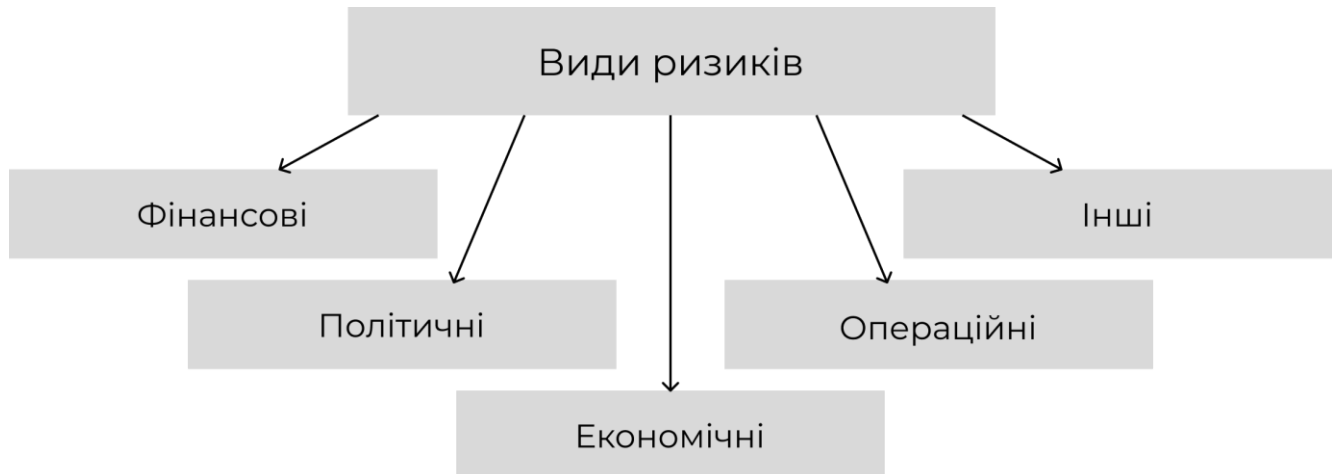 Види ризиків
Фінансові
Інші
Політичні
Операційні
Економічні